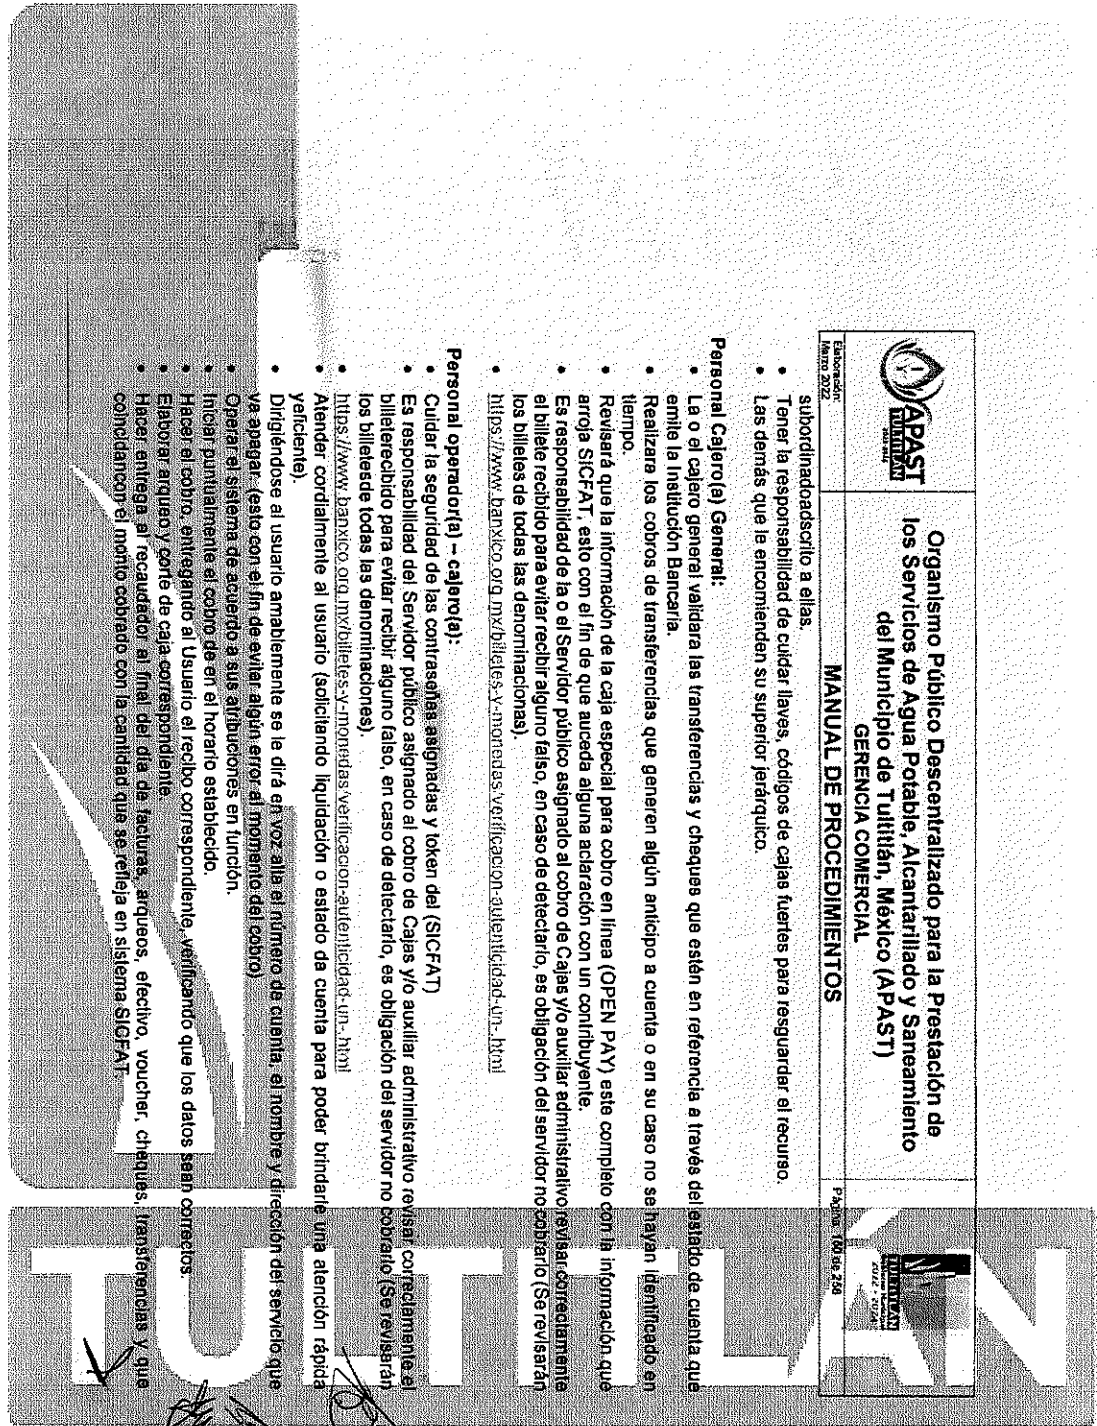 APAST
TULTITLÁN
2022-2024
Organismo Público Descentralizado para la Prestación de
los Servicios de Agua Potable, Alcantarillado y Saneamiento
del Municipio de Tultitlán, México (APAST)
GERENCIA COMERCIAL
TULTITLÁN
2022 - 2024
Elaboración:
Marzo 2022
MANUAL DE PROCEDIMIENTOS
Página: 100 de 258
subordinadoadscrito a ellas.
• Tener la responsabilidad de cuidar llaves, códigos de cajas fuertes para resguardar el recurso.
• Las demás que le encomienden su superior jerárquico.
Personal Cajero(a) General:
• La o el cajero general validara las transferencias y cheques que estén en referencia a través del estado de cuenta que
emite la Institución Bancaria.
• Realizara los cobros de transferencias que generen algún anticipo a cuenta o en su caso no se hayan identificado en
tiempo.
• Revisará que la información de la caja especial para cobro en línea (OPEN PAY) este completo con la información que
arroja SICFAT, esto con el fin de que auceda alguna aclaración con un contribuyente.
• Es responsabilidad de la o el Servidor público asignado al cobro de Cajas y/o auxiliar administrativo revisar correctamente
el billete recibido para evitar recibir alguno falso, en caso de detectarlo, es obligación del servidor no cobrarlo (Se revisarán
los billetes de todas las denominacionas).
• https://www.banxico.org.mx/billetes-y-monedas/verificacion-autenticidad-un-.html
Personal operador(a) – cajero(a):
• Cuidar la seguridad de las contraseñas asignadas y token del (SICFAT)
• Es responsabilidad del Servidor público asignado al cobro de Cajas y/o auxiliar administrativo revisar correctamente el
billeterecibido para evitar recibir alguno falso, en caso de detectarlo, es obligación del servidor no cobrarlo (Se revisarán
los billetesde todas las denominaciones).
• https://www.banxico.org.mx/billetes-y-monedas/verificacion-autenticidad-un-.html
• Atender cordialmente al usuario (solicitando liquidación o estado da cuenta para poder brindarle una atención rápida
yeficiente).
• Dirigiéndose al usuario amablemente se le dirá en voz alta el número de cuenta, el nombre y dirección del servicio que
va apagar. (esto con el fin de evitar algún error al momento del cobro)
• Operar el sistema de acuerdo a sus atribuciones en función.
• Iniciar puntualmente el cobro de en el horario establecido.
• Hacer el cobro, entregando al Usuario el recibo correspondiente, verificando que los datos sean correctos.
• Elaborar arqueo y corte de caja correspondiente.
• Hacer entrega al recaudador al final del día de facturas, arqueos, efectivo, voucher, cheques, transferencias y que
coincidancon el monto cobrado con la cantidad que se refleja en sistema SICFAT.
TULTITLÁN